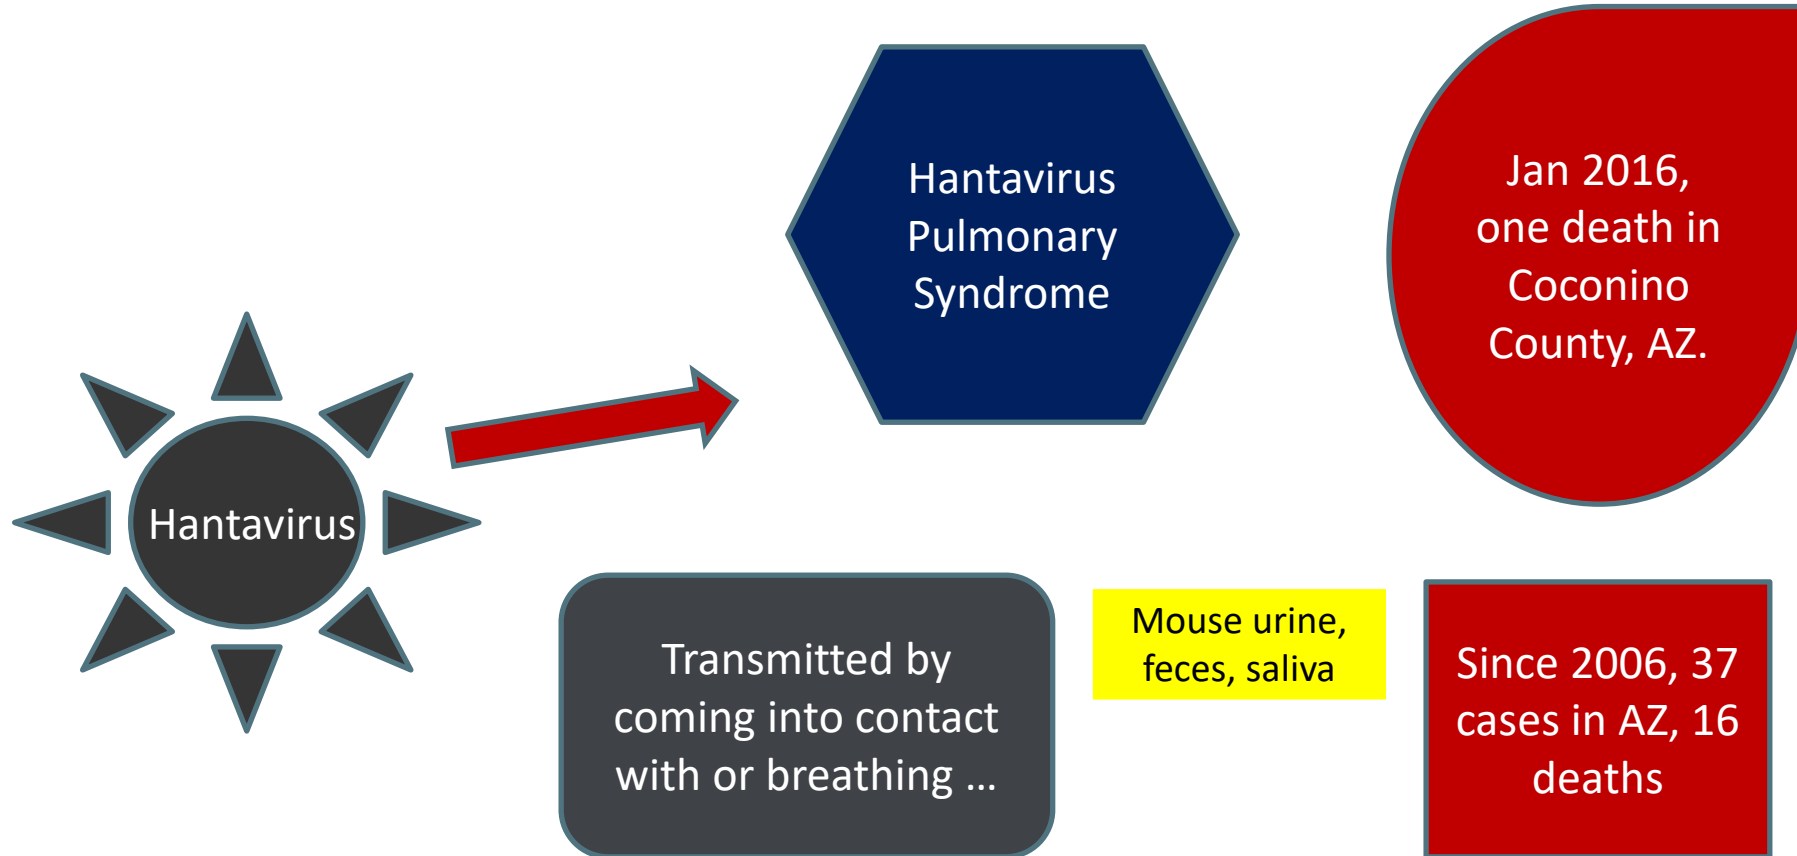 Hantavirus
Pulmonary
Syndrome
Jan 2016,
one death in
Coconino
County, AZ.
Hantavirus
Transmitted by
coming into contact
with or breathing …
Mouse urine,
feces, saliva
Since 2006, 37
cases in AZ, 16
deaths